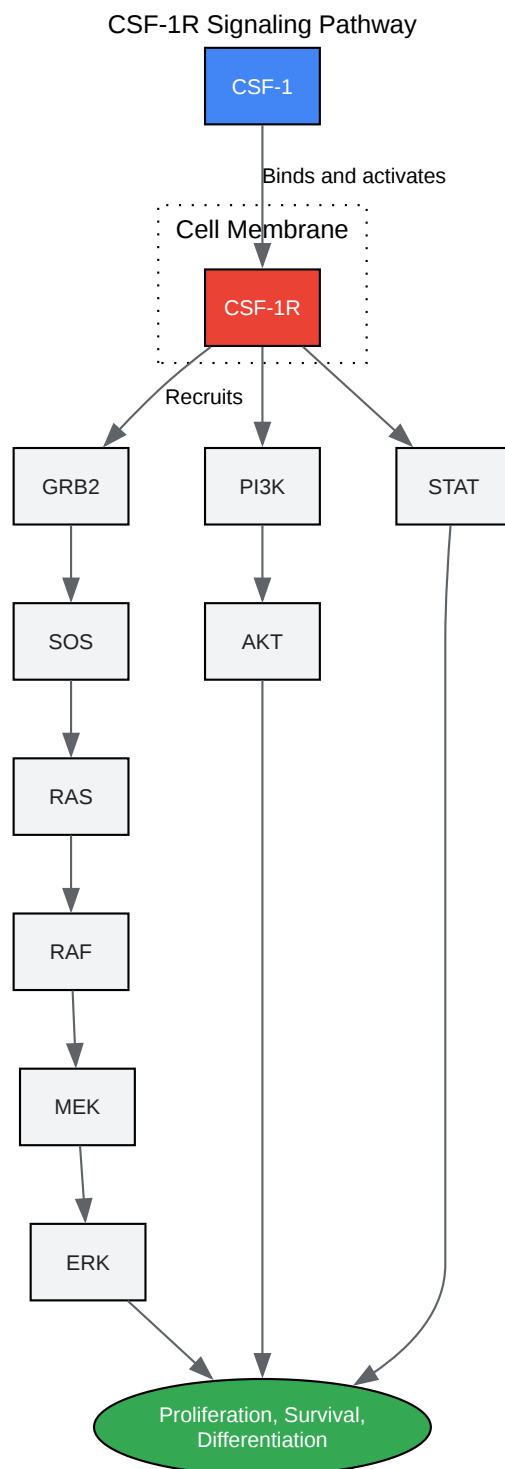 CSF-1R Signaling Pathway
CSF-1
Binds and activates
Cell Membrane
CSF-1R
Recruits
GRB2
PI3K
STAT
SOS
AKT
RAS
RAF
MEK
ERK
Proliferation, Survival,
Differentiation